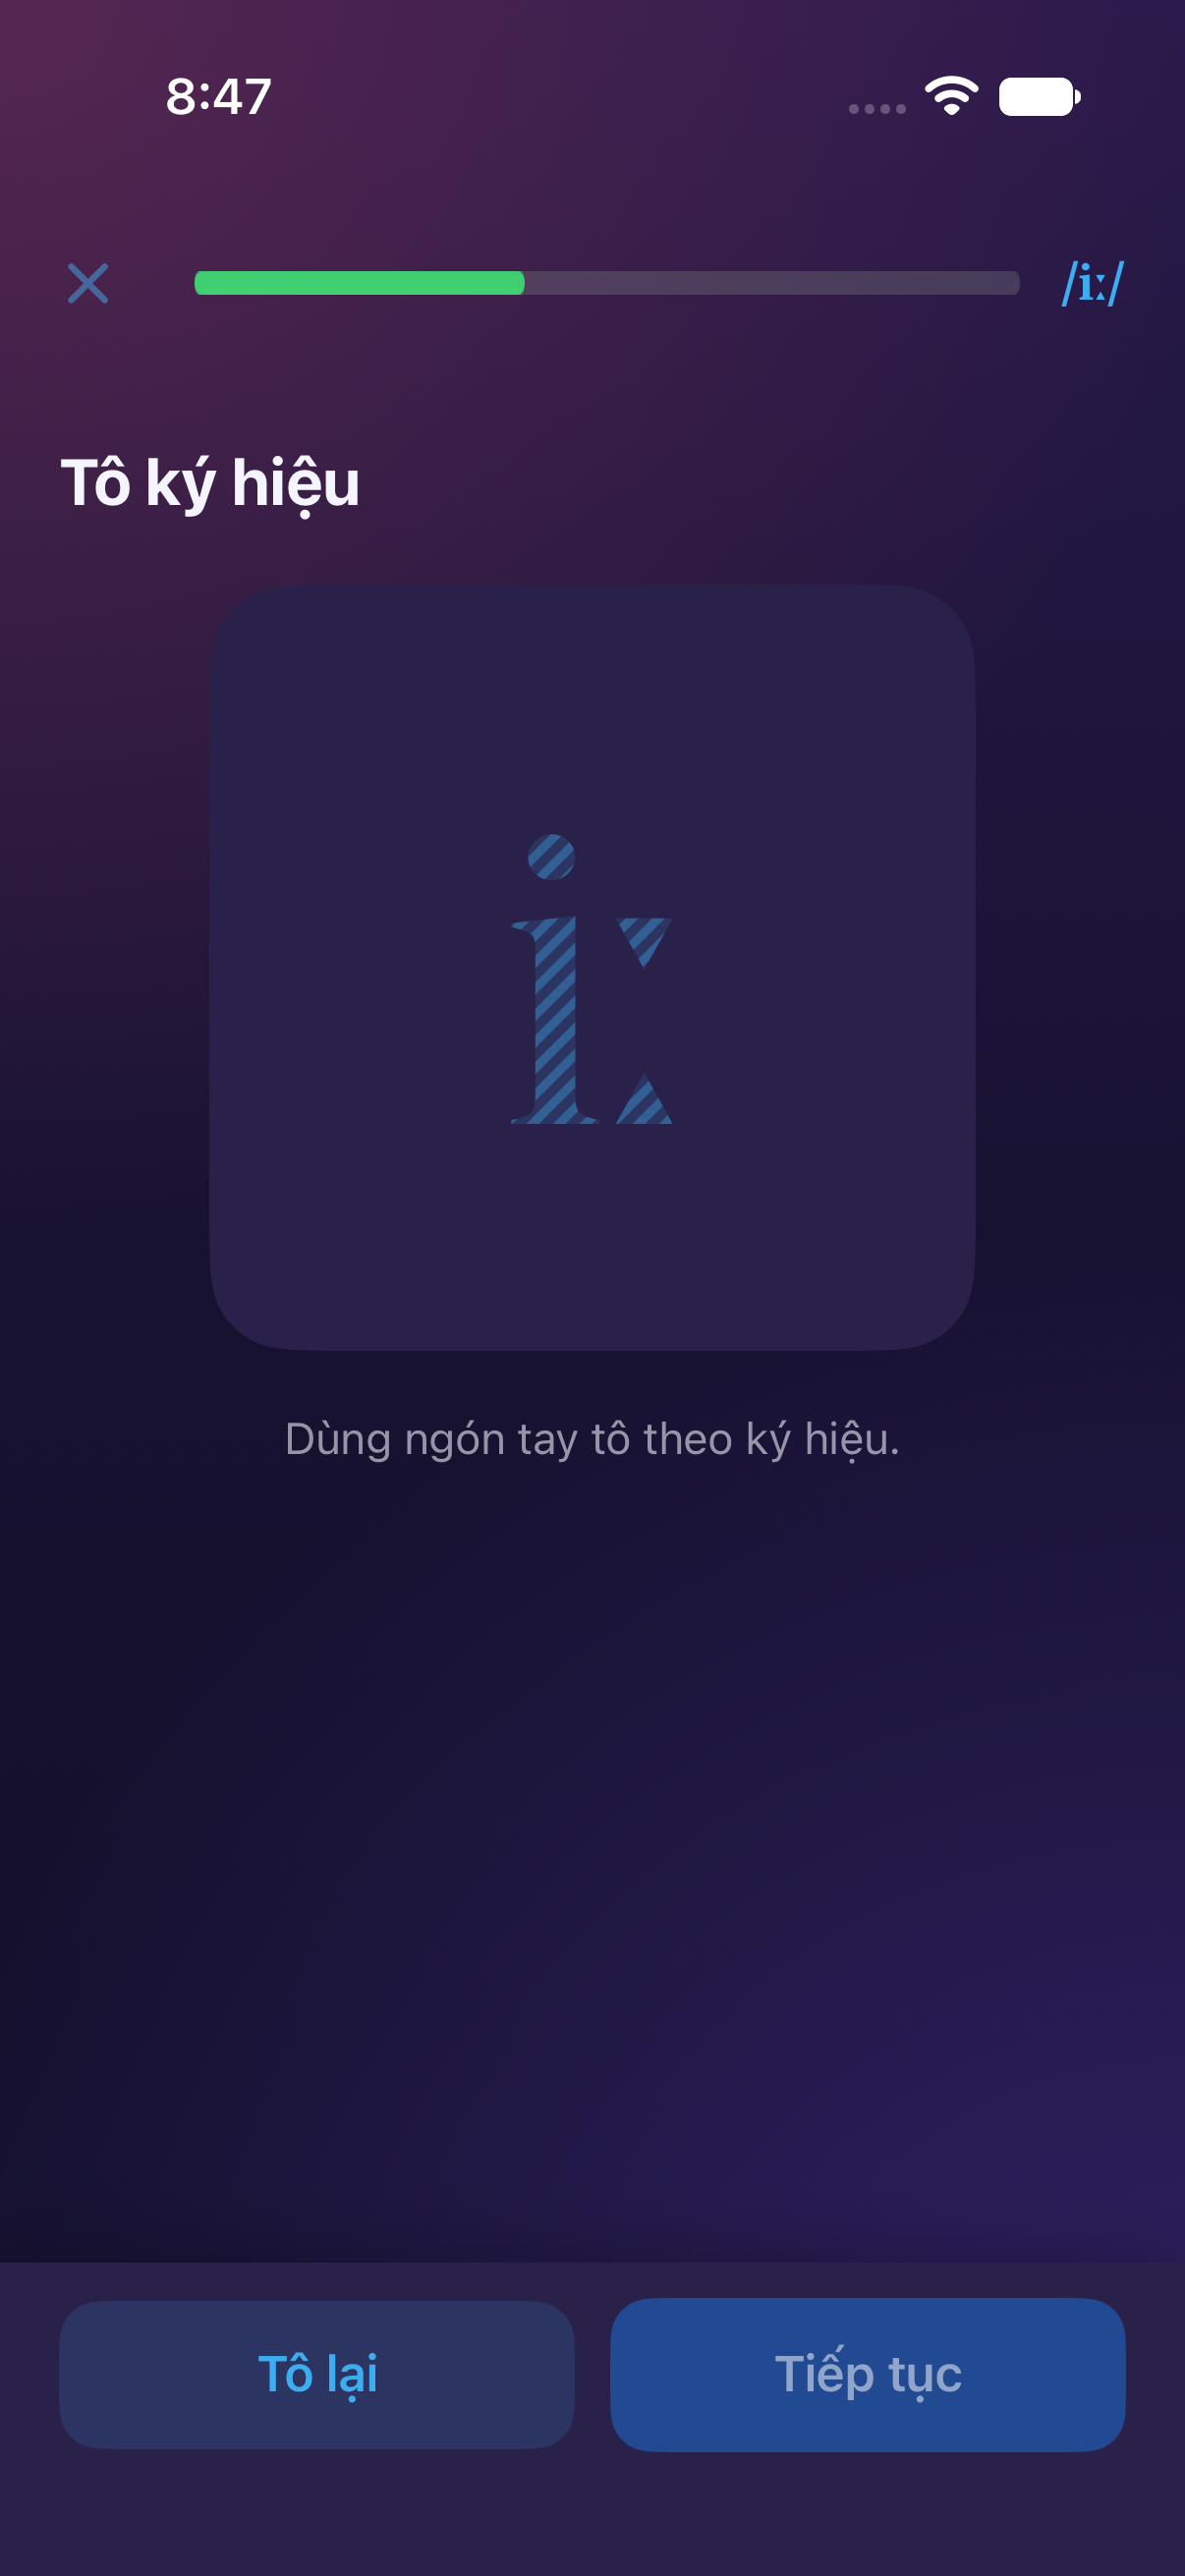 8:47
/iː/
Tô ký hiệu
iː
Dùng ngón tay tô theo ký hiệu.
Tô lại
Tiếp tục